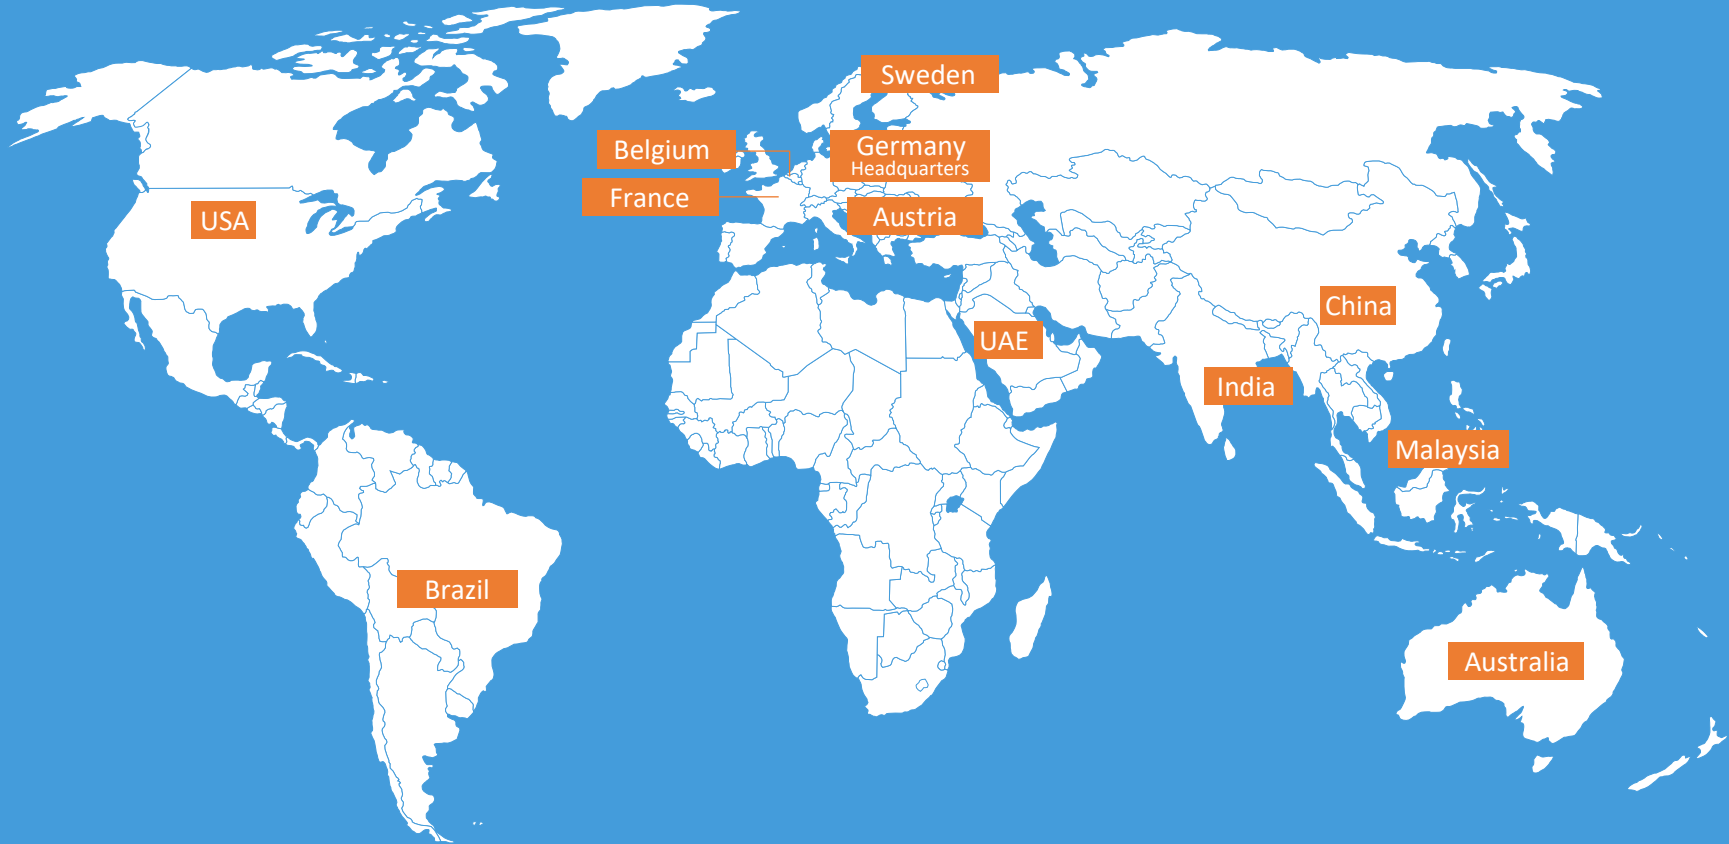 Sweden
Belgium
Germany
Headquarters
France
USA
Austria
China
UAE
India
Malaysia
Brazil
Australia